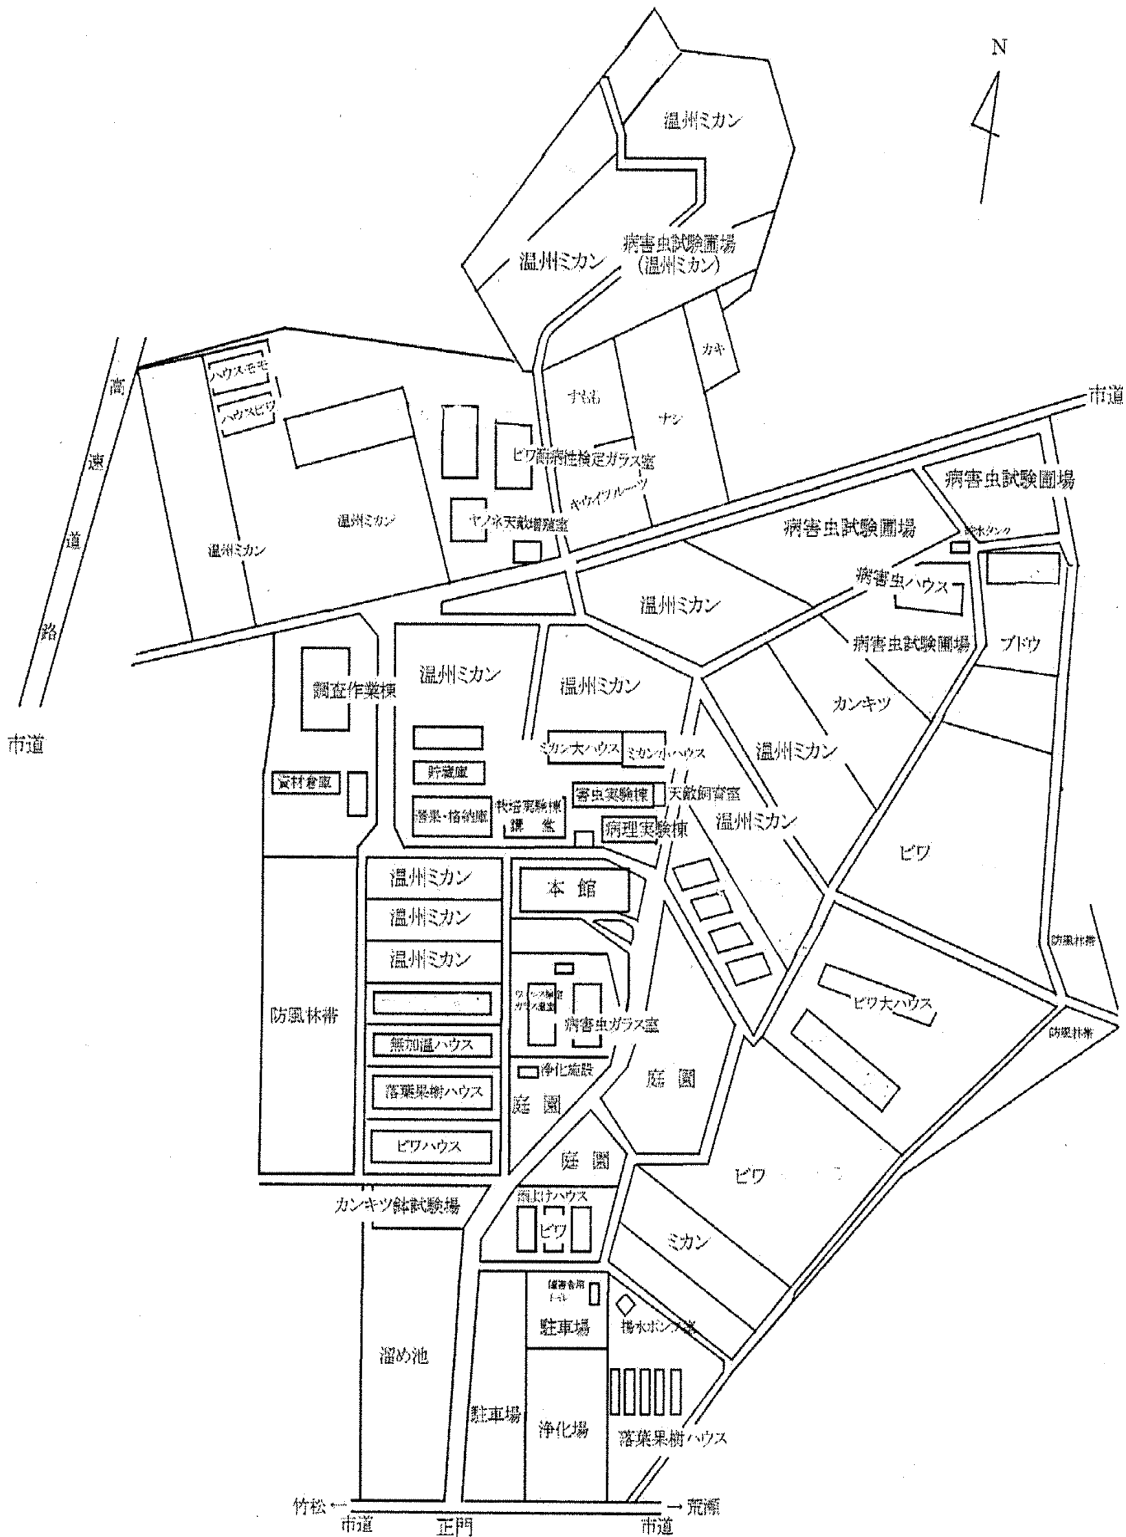 N
温州ミカン
病害虫試験圃場
(温州ミカン)
温州ミカン
カキ
すもも
ナシ
市道
高速道路
ハウスモモ
ハウスビワ
ビワ耐病性検定ガラス室
キウイフルーツ
病害虫試験圃場
温州ミカン
温州ミカン
ヤノネ天敵増殖室
病害虫試験圃場
病害虫ハウス
温州ミカン
病害虫試験圃場
ブドウ
調査作業棟
温州ミカン
温州ミカン
カンキツ
市道
ミカン大ハウス
ミカン小ハウス
温州ミカン
資材倉庫
貯蔵庫
害虫実験棟
天敵飼育室
選果・格納庫
栽培実験棟
講堂
病理実験棟
温州ミカン
ビワ
温州ミカン
本館
温州ミカン
温州ミカン
防風林帯
防風林帯
ビワ大ハウス
病害虫ガラス室
防風林帯
無加温ハウス
浄化施設
落葉果樹ハウス
庭園
庭園
ビワハウス
庭園
ビワ
カンキツ鉢試験場
雨よけハウス
ビワ
ミカン
障害者用
トイレ
駐車場
揚水ポンプ室
溜め池
駐車場
浄化場
落葉果樹ハウス
竹松←
→荒瀬
市道
正門
市道